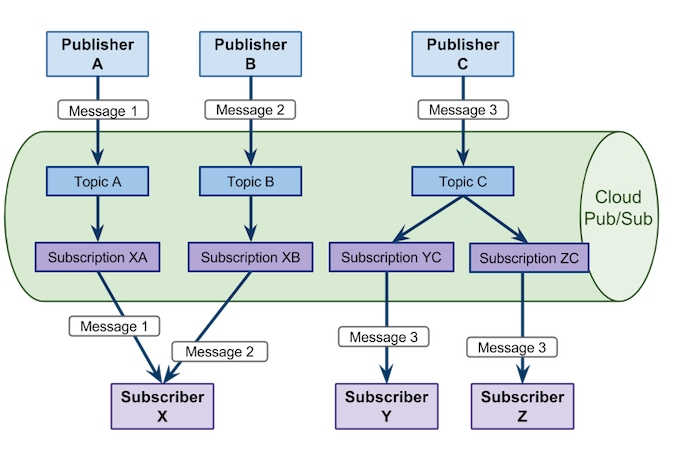 Publisher
A
Publisher
B
Publisher
C
Message 1
Message 2
Message 3
Topic A
Topic B
Topic C
Cloud
Pub/Sub
Subscription XA
Subscription XB
Subscription YC
Subscription ZC
Message 1
Message 2
Message 3
Message 3
Subscriber
X
Subscriber
Y
Subscriber
Z